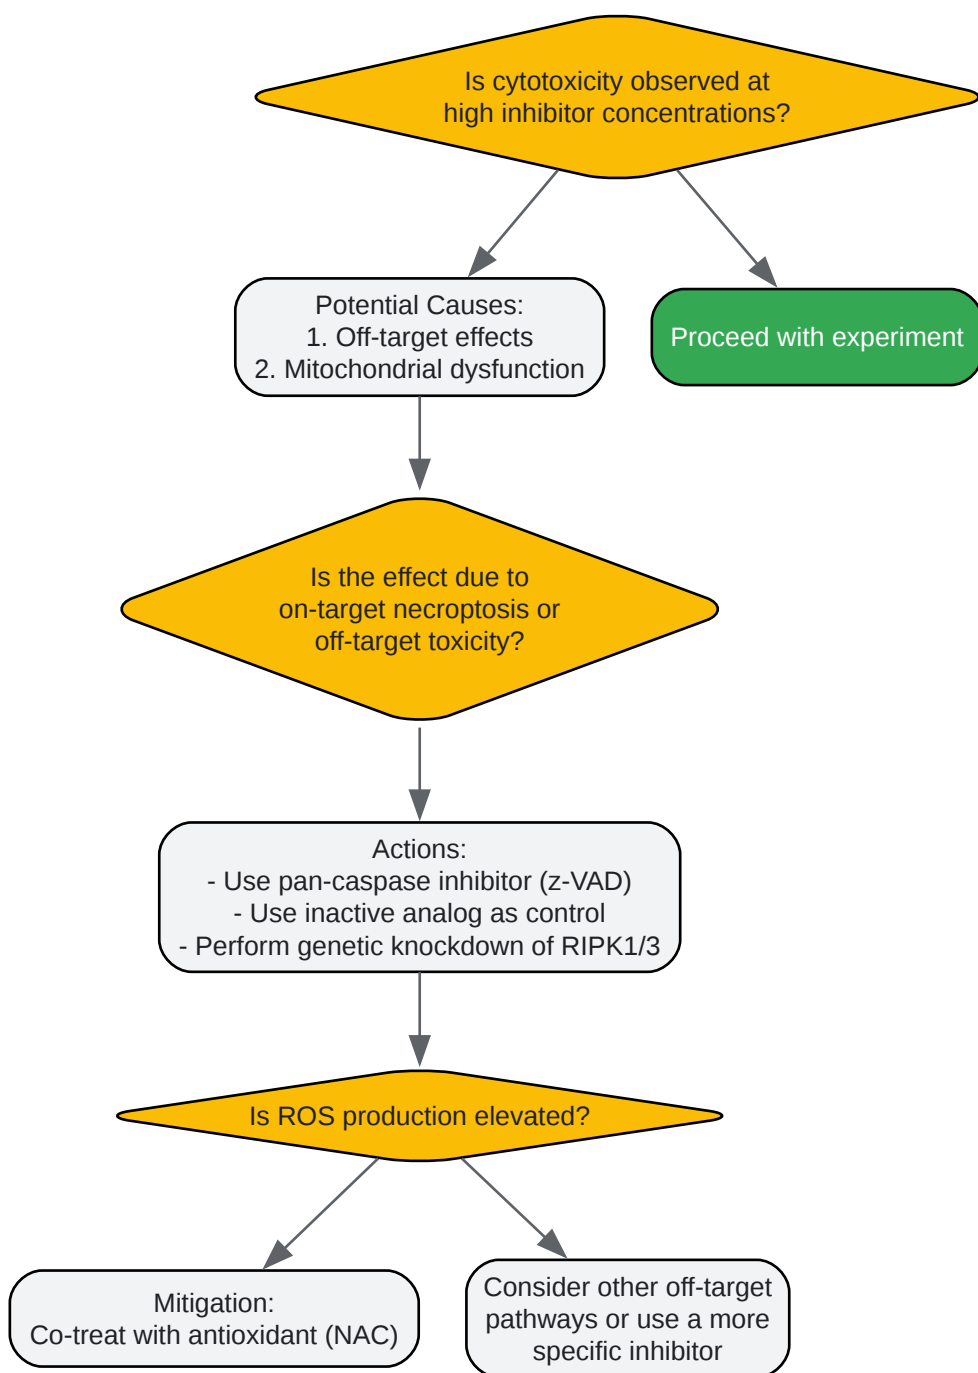 Is cytotoxicity observed at
high inhibitor concentrations?
Potential Causes:
1. Off-target effects
2. Mitochondrial dysfunction
Proceed with experiment
Is the effect due to
on-target necroptosis or
off-target toxicity?
Actions:
- Use pan-caspase inhibitor (z-VAD)
- Use inactive analog as control
- Perform genetic knockdown of RIPK1/3
Is ROS production elevated?
Mitigation:
Co-treat with antioxidant (NAC)
Consider other off-target
pathways or use a more
specific inhibitor